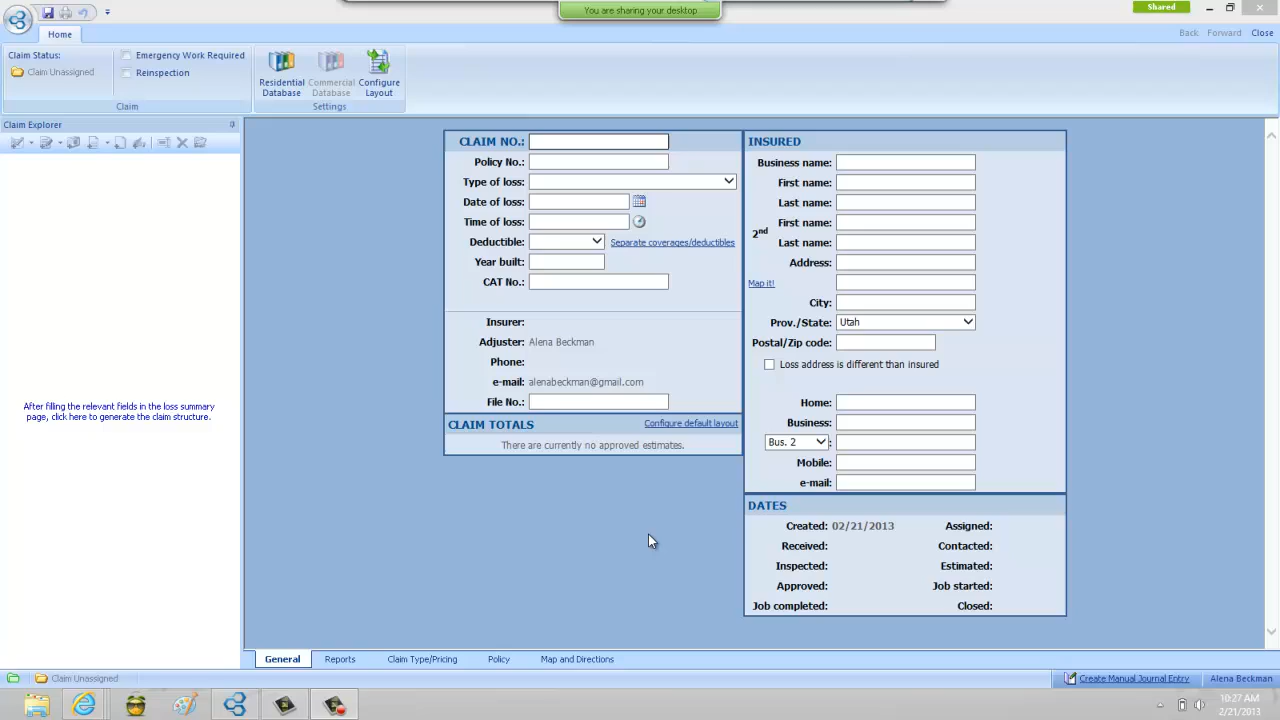 You are sharing your desktop
Shared
Home
Back Forward Close
Claim Status:
Claim Unassigned
Emergency Work Required
Reinspection
Claim
Residential Database
Commercial Database
Configure Layout
Settings
Claim Explorer
After filling the relevant fields in the loss summary
page, click here to generate the claim structure.
CLAIM NO.:
Policy No.:
Type of loss:
Date of loss:
Time of loss:
Deductible: Separate coverages/deductibles
Year built:
CAT No.:
Insurer:
Adjuster: Alena Beckman
Phone:
e-mail: alenabeckman@gmail.com
File No.:
CLAIM TOTALS Configure default layout
There are currently no approved estimates.
INSURED
Business name:
First name:
Last name:
2nd
First name:
Last name:
Address:
Map it!
City:
Prov./State: Utah
Postal/Zip code:
Loss address is different than insured
Home:
Business:
Bus. 2 :
Mobile:
e-mail:
DATES
Created: 02/21/2013 Assigned:
Received: Contacted:
Inspected: Estimated:
Approved: Job started:
Job completed: Closed:
General Reports Claim Type/Pricing Policy Map and Directions
Claim Unassigned
Create Manual Journal Entry
Alena Beckman
10:27 AM
2/21/2013